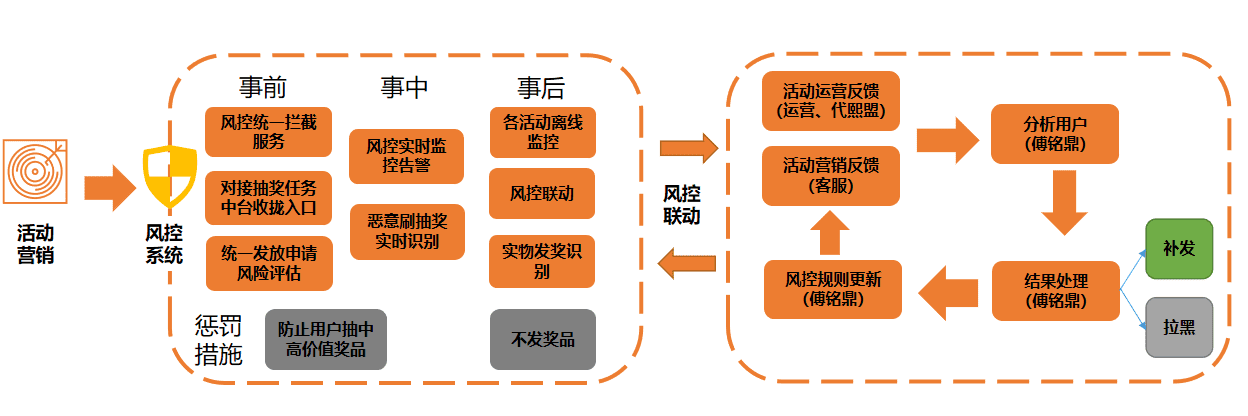 活动
营销
风控
系统
事前
风控统一拦截
服务
对接抽奖任务
中台收拢入口
统一发放申请
风险评估
事中
风控实时监
控告警
恶意刷抽奖
实时识别
事后
各活动离线
监控
风控联动
实物发奖识
别
惩罚
措施
防止用户抽中
高价值奖品
不发奖品
风控
联动
活动运营反馈
(运营、代熙盟)
活动营销反馈
(客服)
风控规则更新
(傅铭鼎)
分析用户
(傅铭鼎)
结果处理
(傅铭鼎)
补发
拉黑